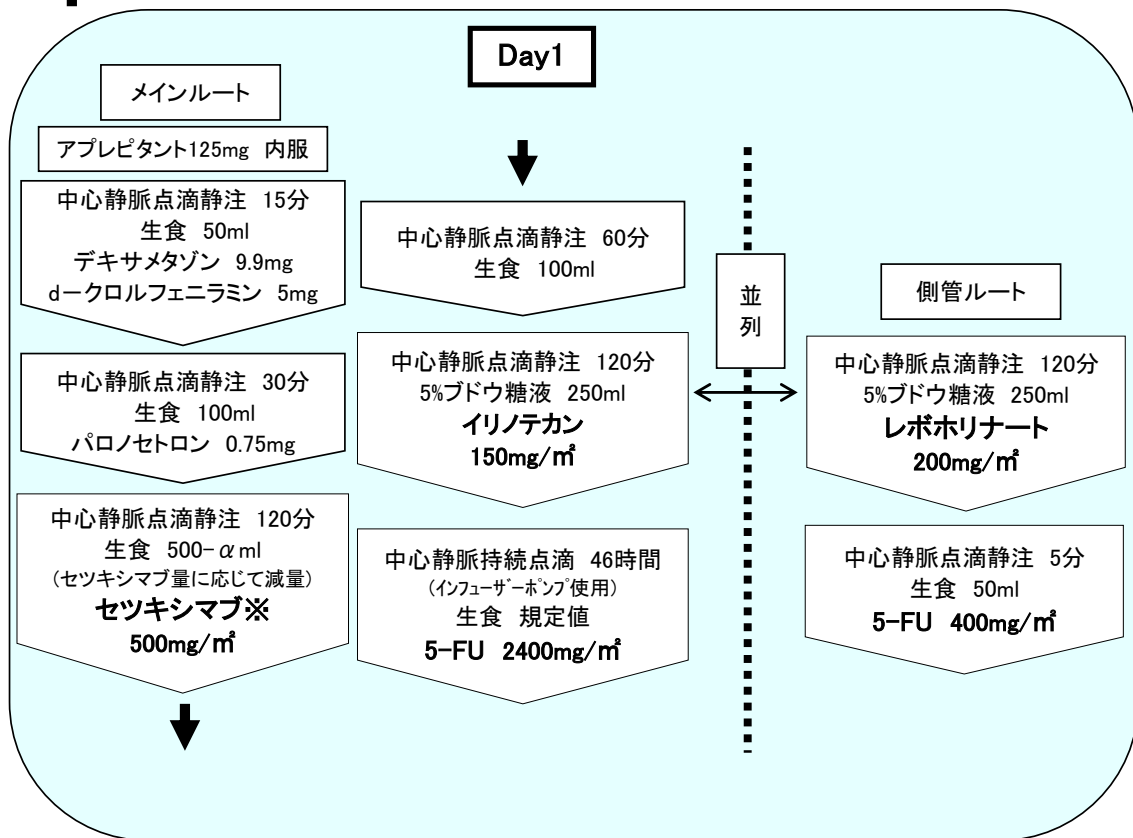 Day1
メインルート
アプレピタント125mg 内服
中心静脈点滴静注 15分
生食 50ml
デキサメタゾン 9.9mg
d-クロルフェニラミン 5mg
中心静脈点滴静注 30分
生食 100ml
パロノセトロン 0.75mg
中心静脈点滴静注 120分
生食 500-αml
(セツキシマブ量に応じて減量)
セツキシマブ※
500mg/㎡
中心静脈点滴静注 60分
生食 100ml
中心静脈点滴静注 120分
5%ブドウ糖液 250ml
イリノテカン
150mg/㎡
中心静脈持続点滴 46時間
(インフューザーポンプ使用)
生食 規定値
5-FU 2400mg/㎡
並
列
側管ルート
中心静脈点滴静注 120分
5%ブドウ糖液 250ml
レボホリナート
200mg/㎡
中心静脈点滴静注 5分
生食 50ml
5-FU 400mg/㎡